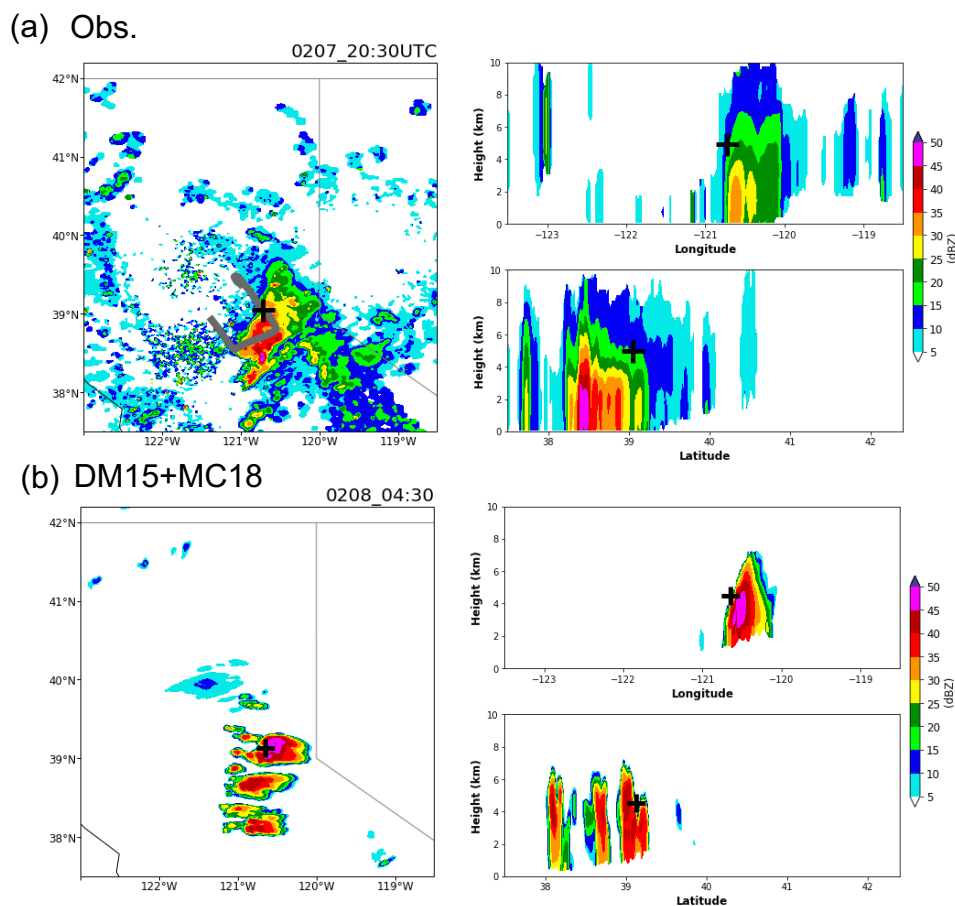 (a) Obs.
0207_20:30UTC
42°N
41°N
40°N
39°N
38°N
122°W 121°W 120°W 119°W
10
8
6
4
2
0
Height (km)
−123 −122 −121 −120 −119
Longitude
10
8
6
4
2
0
Height (km)
38 39 40 41 42
Latitude
50
45
40
35
30
25
20
15
10
5
(dBZ)
(b) DM15+MC18
0208_04:30
42°N
41°N
40°N
39°N
38°N
122°W 121°W 120°W 119°W
10
8
6
4
2
0
Height (km)
−123 −122 −121 −120 −119
Longitude
10
8
6
4
2
0
Height (km)
38 39 40 41 42
Latitude
50
45
40
35
30
25
20
15
10
5
(dBZ)